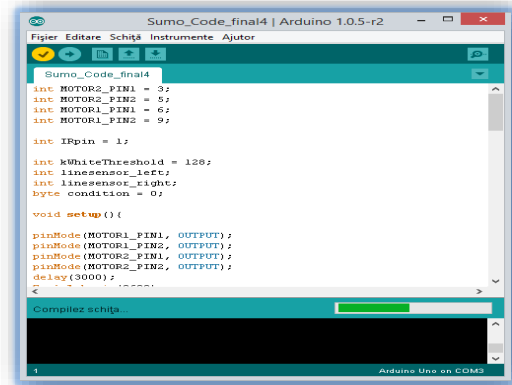 Sumo_Code_final4 | Arduino 1.0.5-r2
Fişier Editare Schiţă Instrumente Ajutor
Sumo_Code_final4
int MOTOR2_PIN1 = 3;
int MOTOR2_PIN2 = 5;
int MOTOR1_PIN1 = 6;
int MOTOR1_PIN2 = 9;
int IRpin = 1;
int kWhiteThreshold = 128;
int linesensor_left;
int linesensor_right;
byte condition = 0;
void setup(){
pinMode(MOTOR1_PIN1, OUTPUT);
pinMode(MOTOR1_PIN2, OUTPUT);
pinMode(MOTOR2_PIN1, OUTPUT);
pinMode(MOTOR2_PIN2, OUTPUT);
delay(3000);
Compilez schiţa...
1
Arduino Uno on COM3